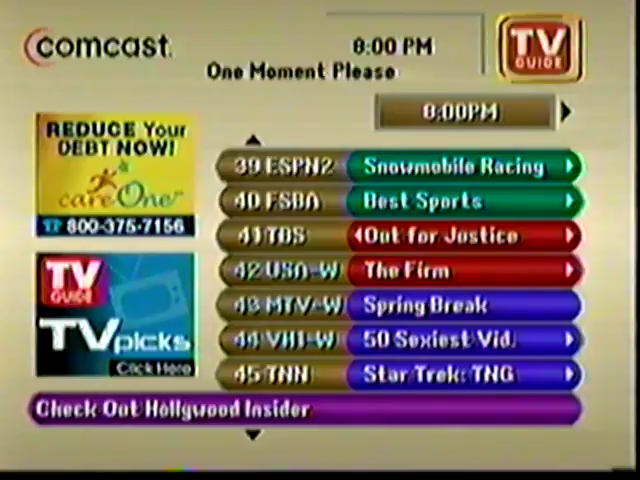 comcast.
8:00 PM
TV
GUIDE
One Moment Please
8:00PM
REDUCE Your
DEBT NOW!
careOne
800-375-7156
39 ESPN2 Snowmobile Racing
40 FSBA Best Sports
41 TBS Out for Justice
42 USA-W The Firm
43 MTV-W Spring Break
44 VH1-W 50 Sexiest Vid.
45 TNN Star Trek: TNG
TV
GUIDE
TVpicks
Click Here
Check Out Hollywood Insider